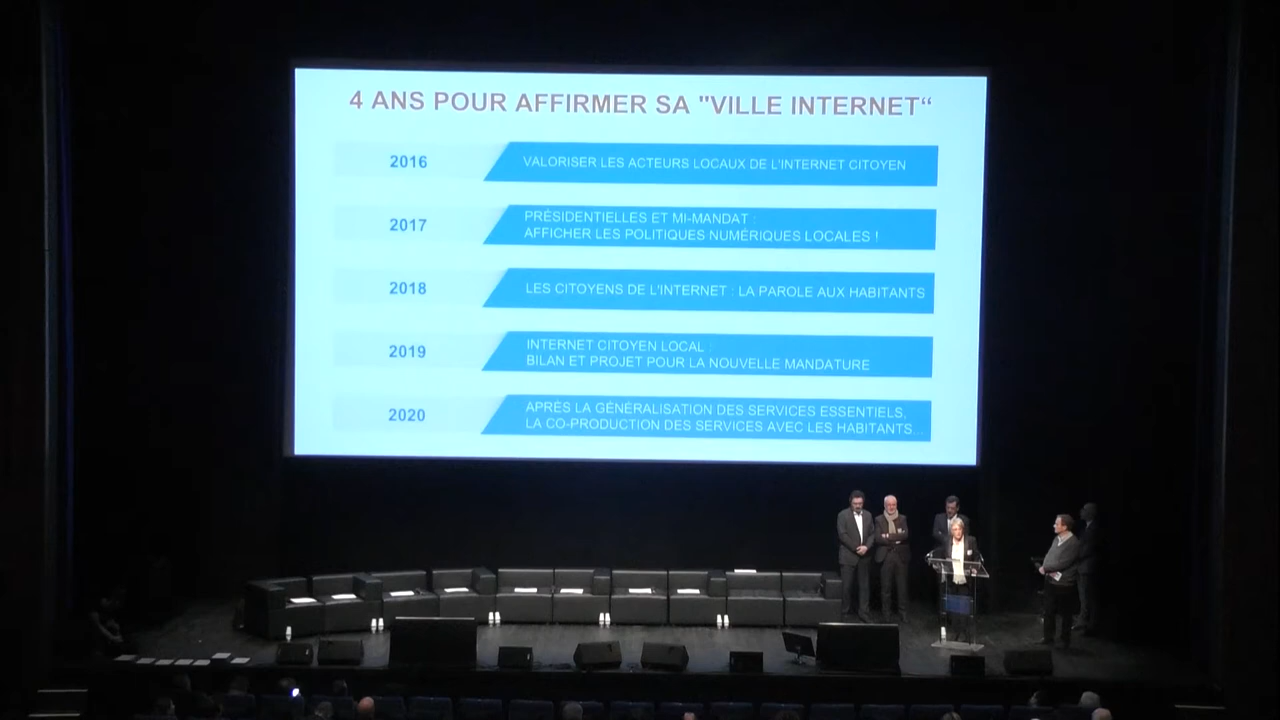 4 ANS POUR AFFIRMER SA "VILLE INTERNET“
2016
VALORISER LES ACTEURS LOCAUX DE L'INTERNET CITOYEN
2017
PRÉSIDENTIELLES ET MI-MANDAT :
AFFICHER LES POLITIQUES NUMÉRIQUES LOCALES !
2018
LES CITOYENS DE L'INTERNET : LA PAROLE AUX HABITANTS
2019
INTERNET CITOYEN LOCAL :
BILAN ET PROJET POUR LA NOUVELLE MANDATURE
2020
APRÈS LA GÉNÉRALISATION DES SERVICES ESSENTIELS,
LA CO-PRODUCTION DES SERVICES AVEC LES HABITANTS...